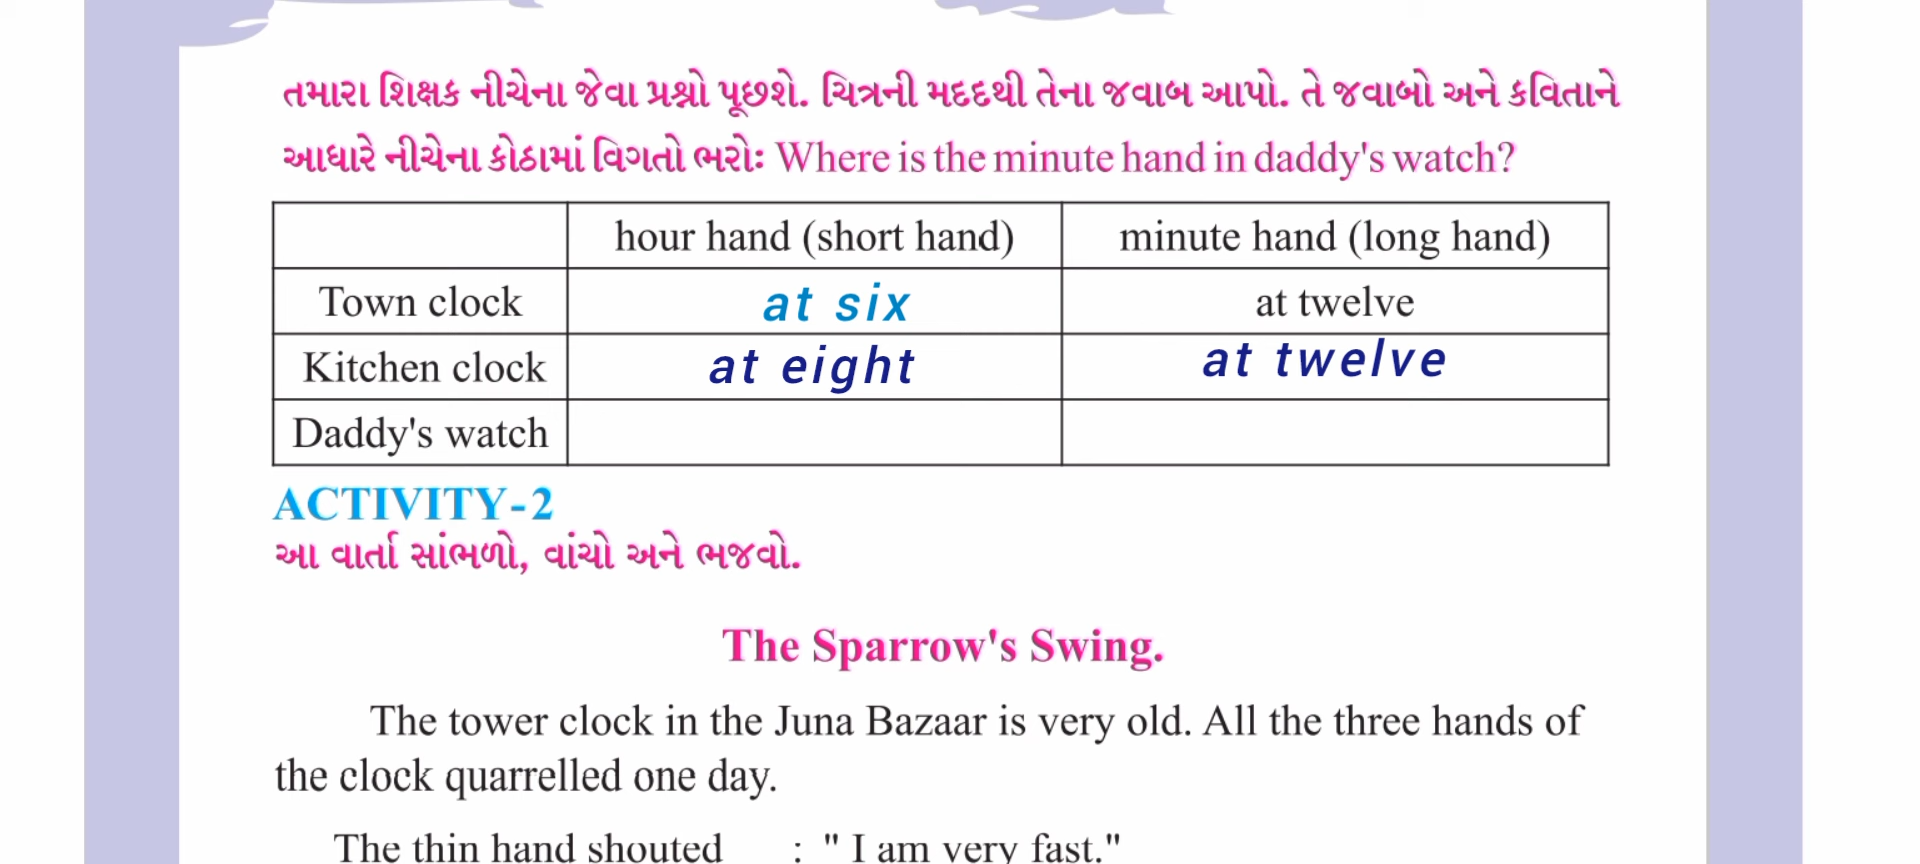 તમારા શિક્ષક નીચેના જેવા પ્રશ્નો પૂછશે. ચિત્રની મદદથી તેના જવાબ આપો. તે જવાબો અને કવિતાને
આધારે નીચેના કોઠામાં વિગતો ભરોઃ Where is the minute hand in daddy's watch?
hour hand (short hand) minute hand (long hand)
Town clock at six at twelve
Kitchen clock at eight at twelve
Daddy's watch
ACTIVITY-2
આ વાર્તા સાંભળો, વાંચો અને ભજવો.
The Sparrow's Swing.
The tower clock in the Juna Bazaar is very old. All the three hands of
the clock quarrelled one day.
The thin hand shouted : " I am very fast."